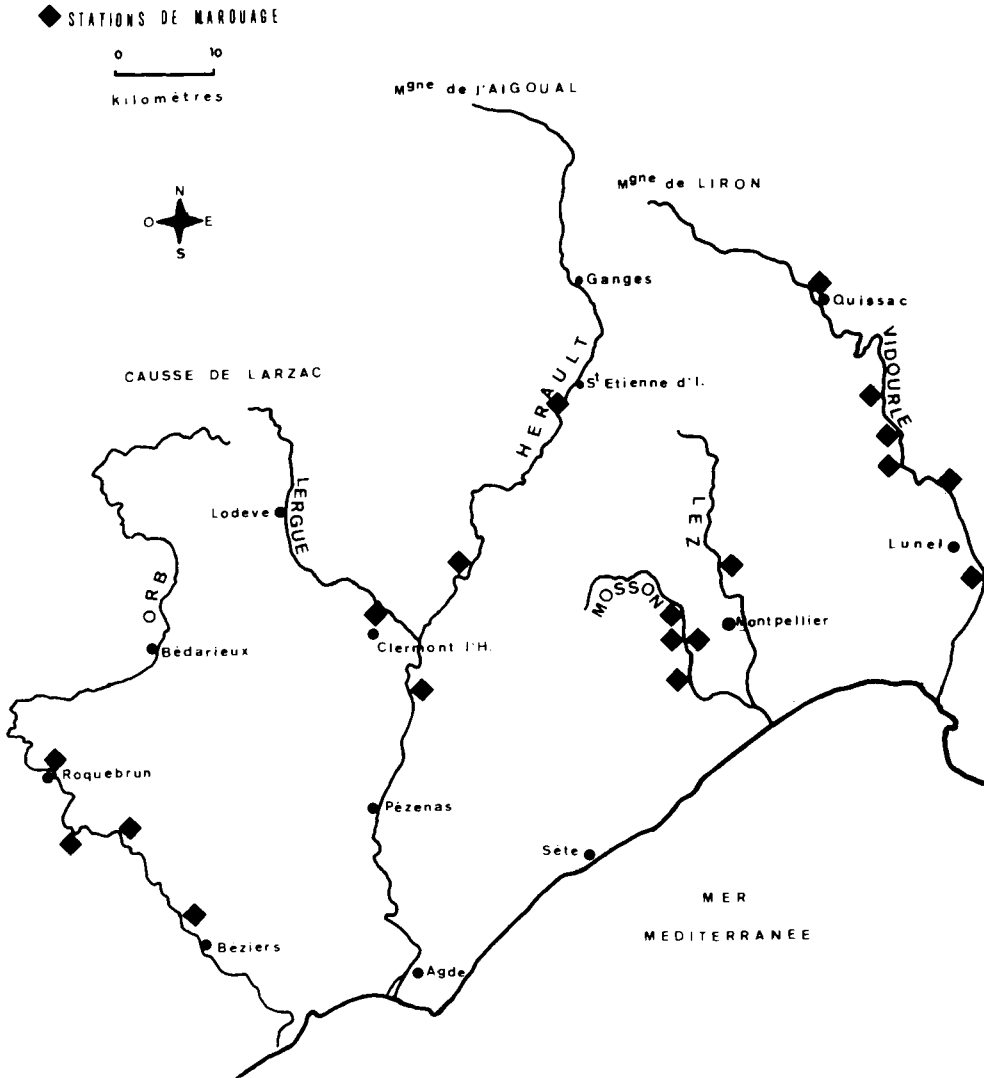 STATIONS DE MARQUAGE
0 10
kilomètres
Mgne de l'AIGOUAL
Mgne de LIRON
N
O E
S
Ganges
Quissac
VIDOURLE
CAUSSE DE LARZAC
St Etienne d'I.
HERAULT
LERGUE
Lodeve
LEZ
Lunel
ORB
MOSSON
Montpellier
Clermont l'H.
Bédarieux
Roquebrun
Pézenas
Séte
MER
MEDITERRANEE
Beziers
Agde